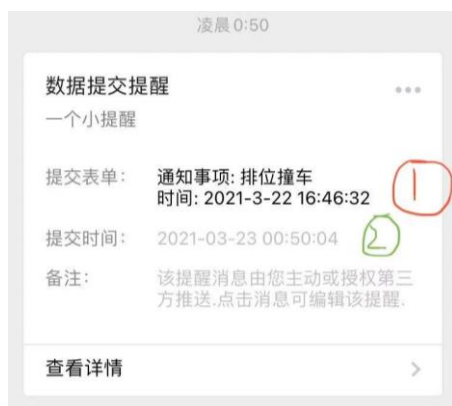 凌晨0:50
数据提交提醒
一个小提醒
提交表单: 通知事项: 排位撞车
时间: 2021-3-22 16:46:32
1
提交时间: 2021-03-23 00:50:04
2
备注: 该提醒消息由您主动或授权第三
方推送.点击消息可编辑该提醒.
查看详情